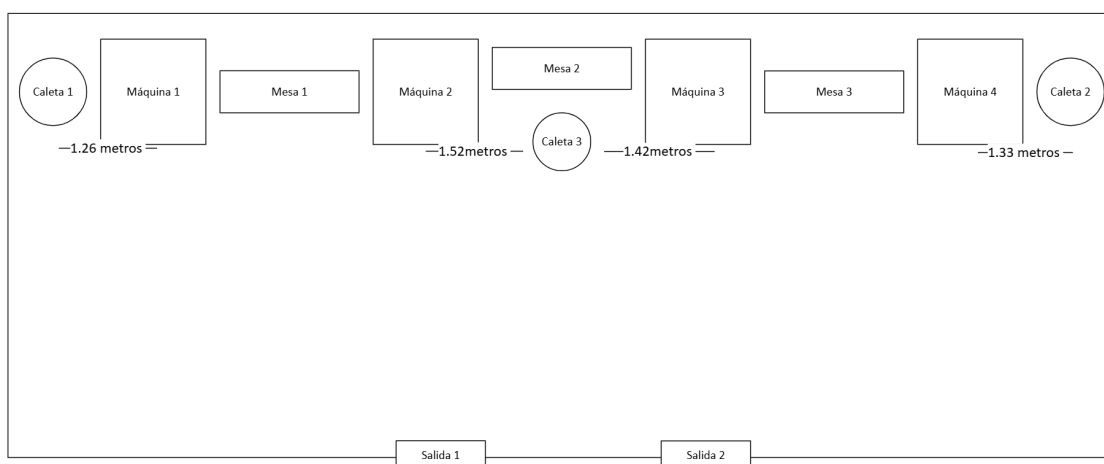 Caleta 1
Máquina 1
Mesa 1
Máquina 2
Mesa 2
Máquina 3
Mesa 3
Máquina 4
Caleta 2
Caleta 3
1.26 metros
1.52metros
1.42metros
1.33 metros
Salida 1
Salida 2